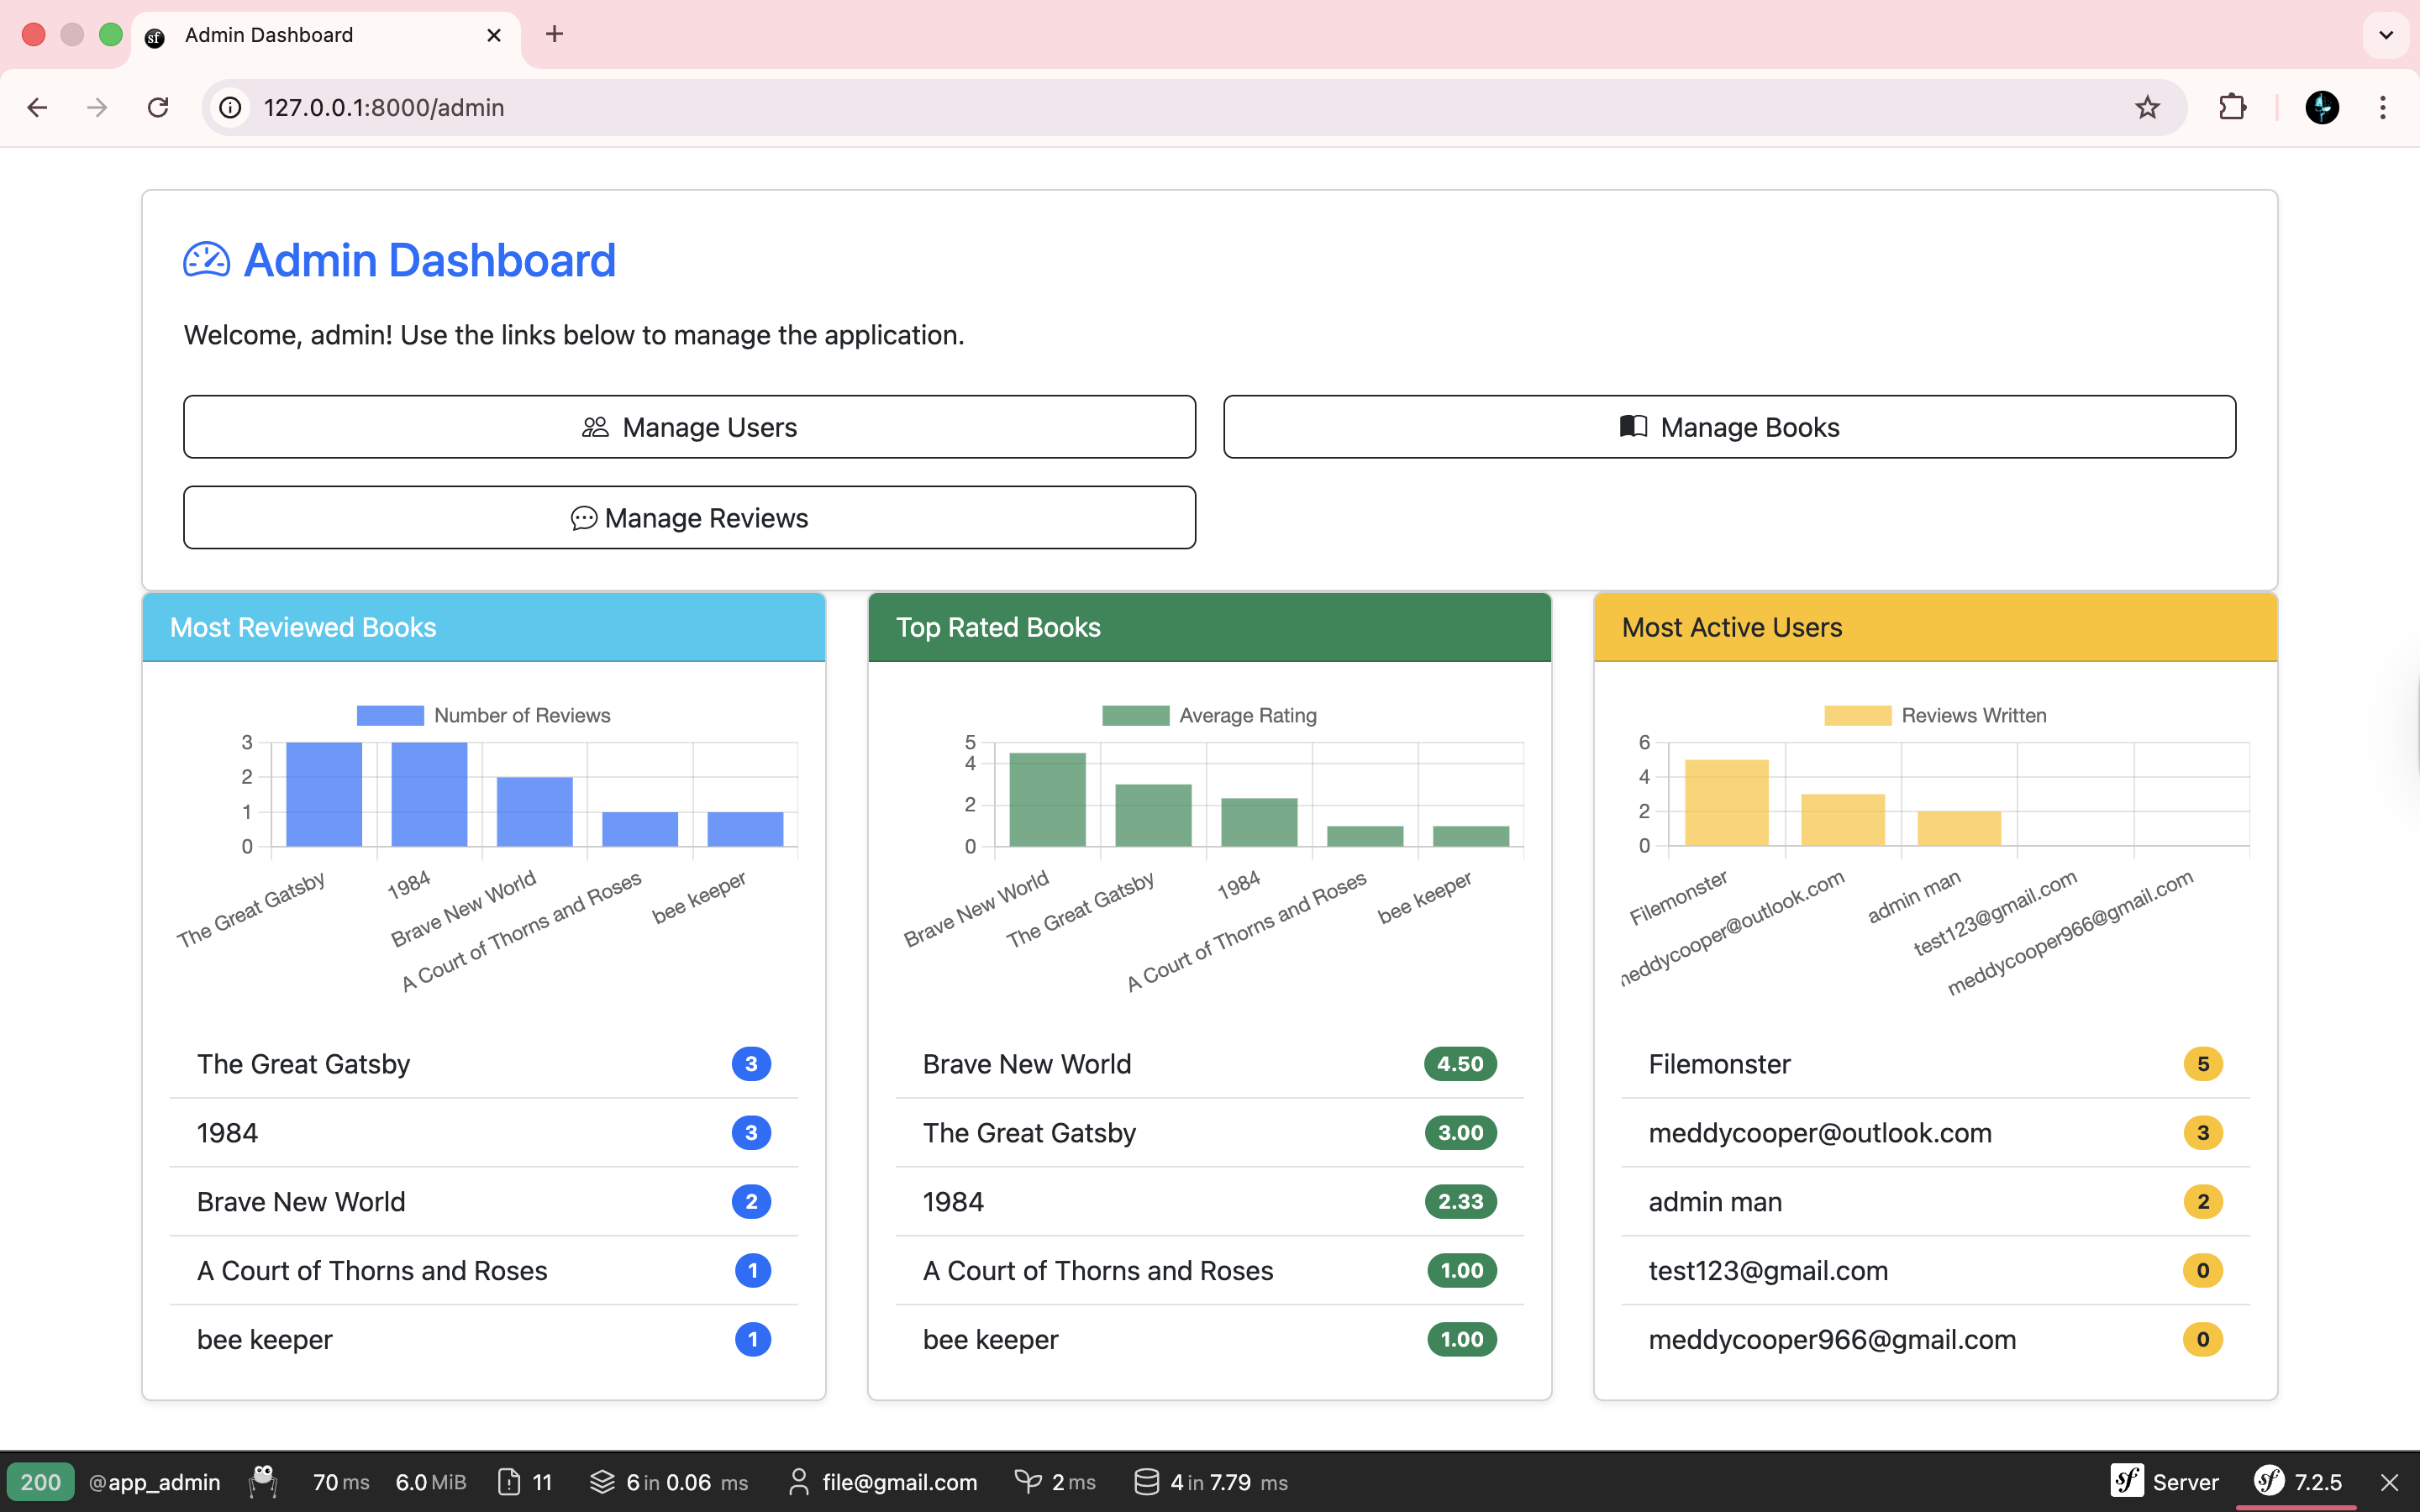 sf Admin Dashboard
127.0.0.1:8000/admin
Admin Dashboard
Welcome, admin! Use the links below to manage the application.
Manage Users
Manage Books
Manage Reviews
Most Reviewed Books
Number of Reviews
3
2
1
0
The Great Gatsby
1984
Brave New World
A Court of Thorns and Roses
bee keeper
The Great Gatsby 3
1984 3
Brave New World 2
A Court of Thorns and Roses 1
bee keeper 1
Top Rated Books
Average Rating
5
4
2
0
Brave New World
The Great Gatsby
1984
A Court of Thorns and Roses
bee keeper
Brave New World 4.50
The Great Gatsby 3.00
1984 2.33
A Court of Thorns and Roses 1.00
bee keeper 1.00
Most Active Users
Reviews Written
6
4
2
0
Filemonster
neddycooper@outlook.com
admin man
test123@gmail.com
meddycooper966@gmail.com
Filemonster 5
meddycooper@outlook.com 3
admin man 2
test123@gmail.com 0
meddycooper966@gmail.com 0
200 @app_admin 70 ms 6.0 MiB 11 6 in 0.06 ms file@gmail.com 2 ms 4 in 7.79 ms sf Server sf 7.2.5